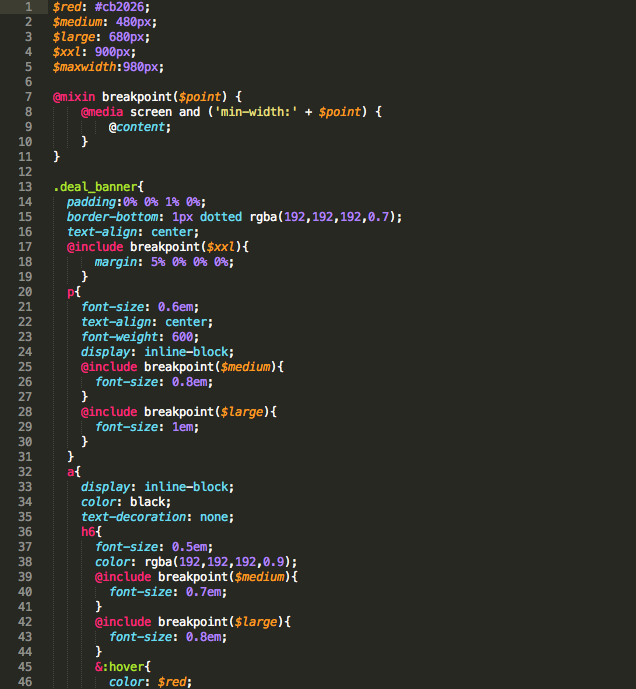 1 $red: #cb2026;
2 $medium: 480px;
3 $large: 680px;
4 $xxl: 900px;
5 $maxwidth:980px;
6
7 @mixin breakpoint($point) {
8     @media screen and ('min-width:' + $point) {
9         @content;
10     }
11 }
12
13 .deal_banner{
14   padding:0% 0% 1% 0%;
15   border-bottom: 1px dotted rgba(192,192,192,0.7);
16   text-align: center;
17   @include breakpoint($xxl){
18       margin: 5% 0% 0% 0%;
19     }
20   p{
21     font-size: 0.6em;
22     text-align: center;
23     font-weight: 600;
24     display: inline-block;
25     @include breakpoint($medium){
26       font-size: 0.8em;
27     }
28     @include breakpoint($large){
29       font-size: 1em;
30     }
31   }
32   a{
33     display: inline-block;
34     color: black;
35     text-decoration: none;
36     h6{
37       font-size: 0.5em;
38       color: rgba(192,192,192,0.9);
39       @include breakpoint($medium){
40         font-size: 0.7em;
41       }
42       @include breakpoint($large){
43         font-size: 0.8em;
44       }
45       &:hover{
46         color: $red;